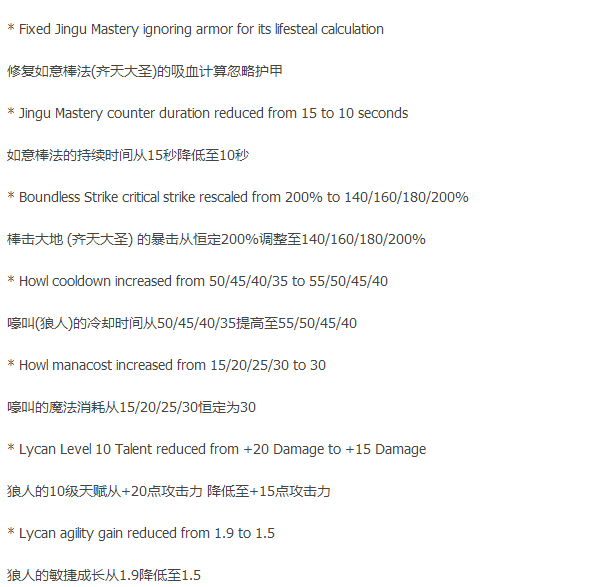 * Fixed Jingu Mastery ignoring armor for its lifesteal calculation
修复如意棒法(齐天大圣)的吸血计算忽略护甲
* Jingu Mastery counter duration reduced from 15 to 10 seconds
如意棒法的持续时间从15秒降低至10秒
* Boundless Strike critical strike rescaled from 200% to 140/160/180/200%
棒击大地 (齐天大圣) 的暴击从恒定200%调整至140/160/180/200%
* Howl cooldown increased from 50/45/40/35 to 55/50/45/40
嚎叫(狼人)的冷却时间从50/45/40/35提高至55/50/45/40
* Howl manacost increased from 15/20/25/30 to 30
嚎叫的魔法消耗从15/20/25/30恒定为30
* Lycan Level 10 Talent reduced from +20 Damage to +15 Damage
狼人的10级天赋从+20点攻击力 降低至+15点攻击力
* Lycan agility gain reduced from 1.9 to 1.5
狼人的敏捷成长从1.9降低至1.5